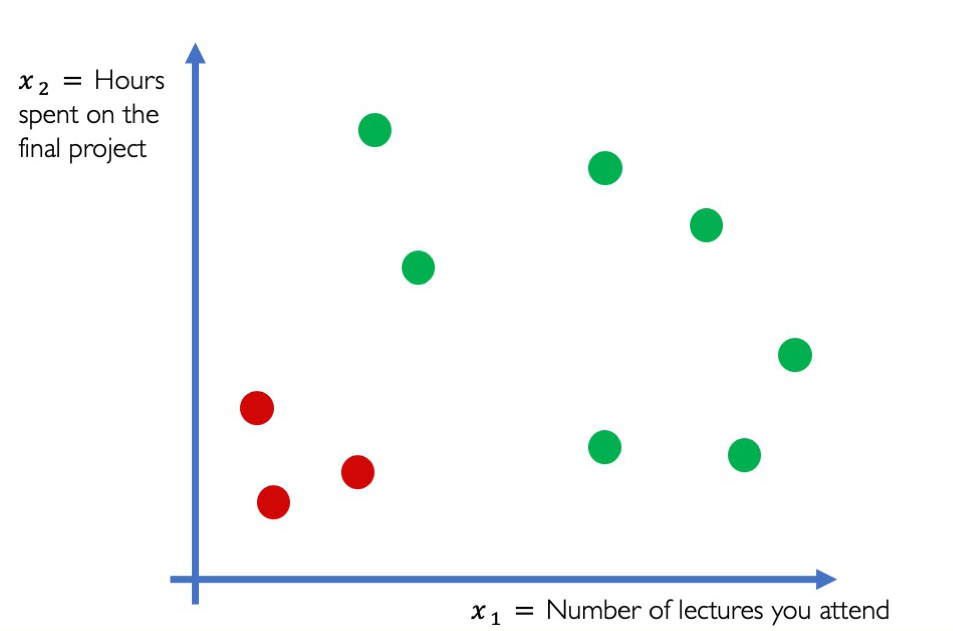 x₂ = Hours
spent on the
final project
x₁ = Number of lectures you attend